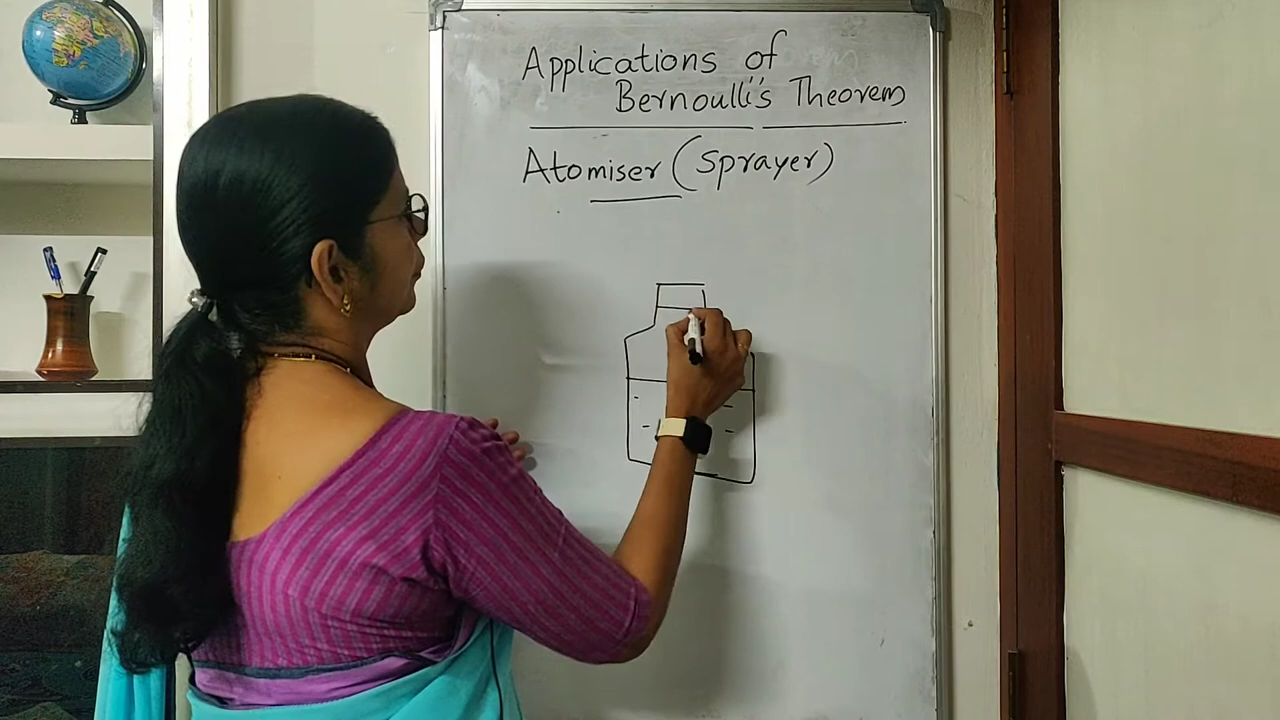 Applications of
Bernoulli's Theorem
Atomiser (Sprayer)